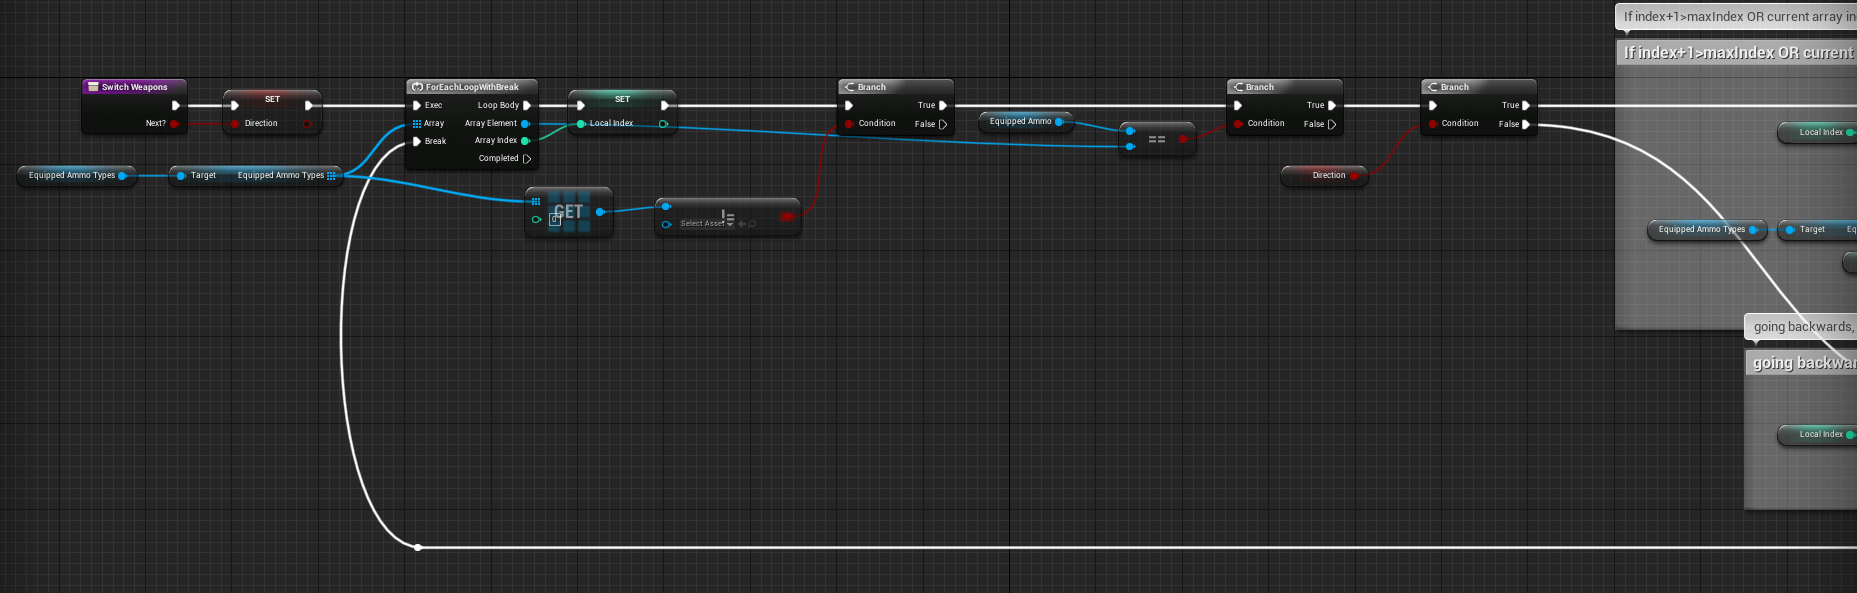 If index+1>maxIndex OR current array in
If index+1>maxIndex OR current
Switch Weapons
Next?
SET
Direction
ForEachLoopWithBreak
Exec
Loop Body
Array
Array Element
Break
Array Index
Completed
SET
Local Index
Branch
True
Condition
False
Equipped Ammo
==
Branch
True
Condition
False
Branch
True
Condition
False
Direction
Local Index
Equipped Ammo Types
Target
Equipped Ammo Types
GET
0
!=
Select Asset
Equipped Ammo Types
Target
Eq
going backwards,
going backwar
Local Index